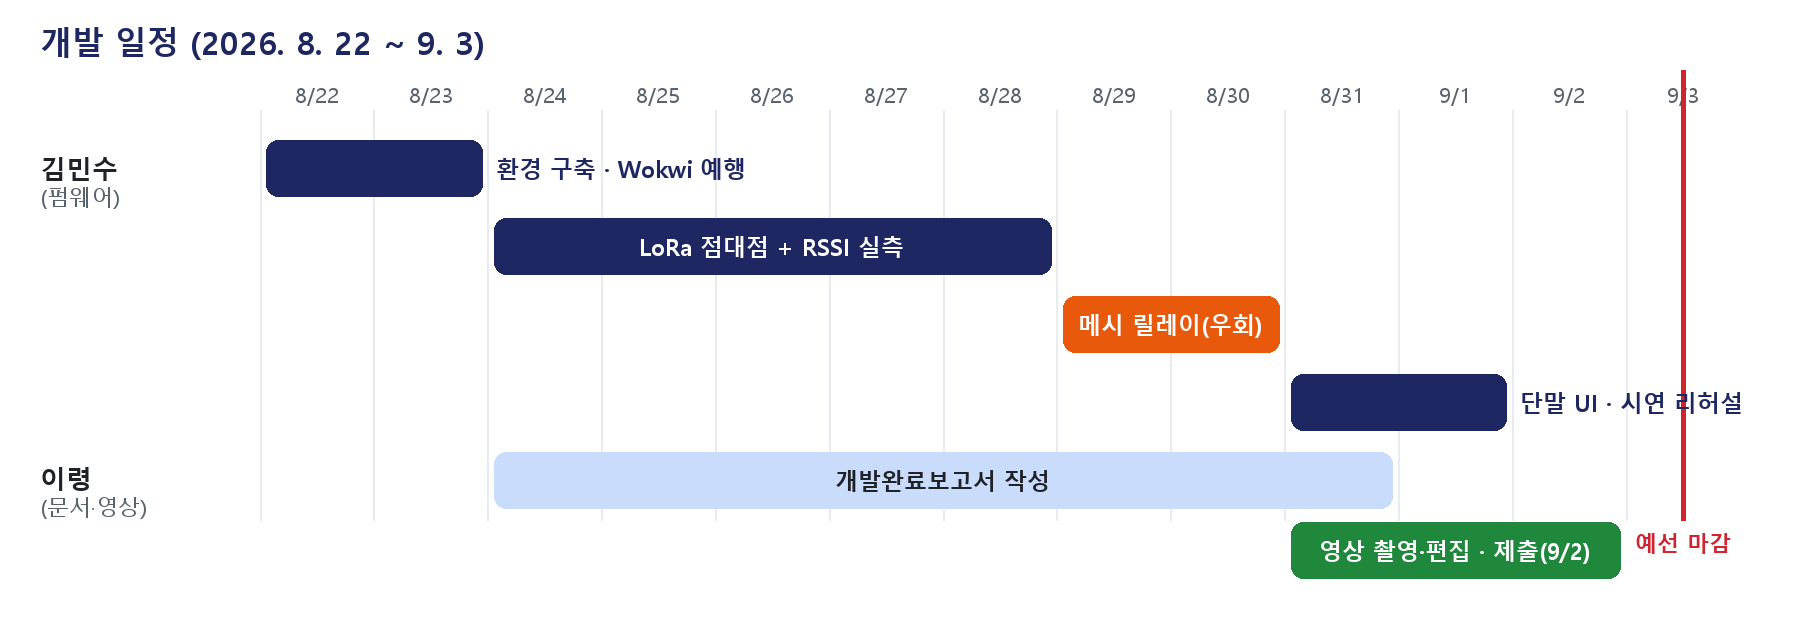 개발 일정 (2026. 8. 22 ~ 9. 3)
8/22 8/23 8/24 8/25 8/26 8/27 8/28 8/29 8/30 8/31 9/1 9/2 9/3
김민수
(펌웨어)
환경 구축 · Wokwi 예행
LoRa 점대점 + RSSI 실측
메시 릴레이(우회)
단말 UI · 시연 리허설
이령
(문서·영상)
개발완료보고서 작성
영상 촬영·편집 · 제출(9/2)
예선 마감